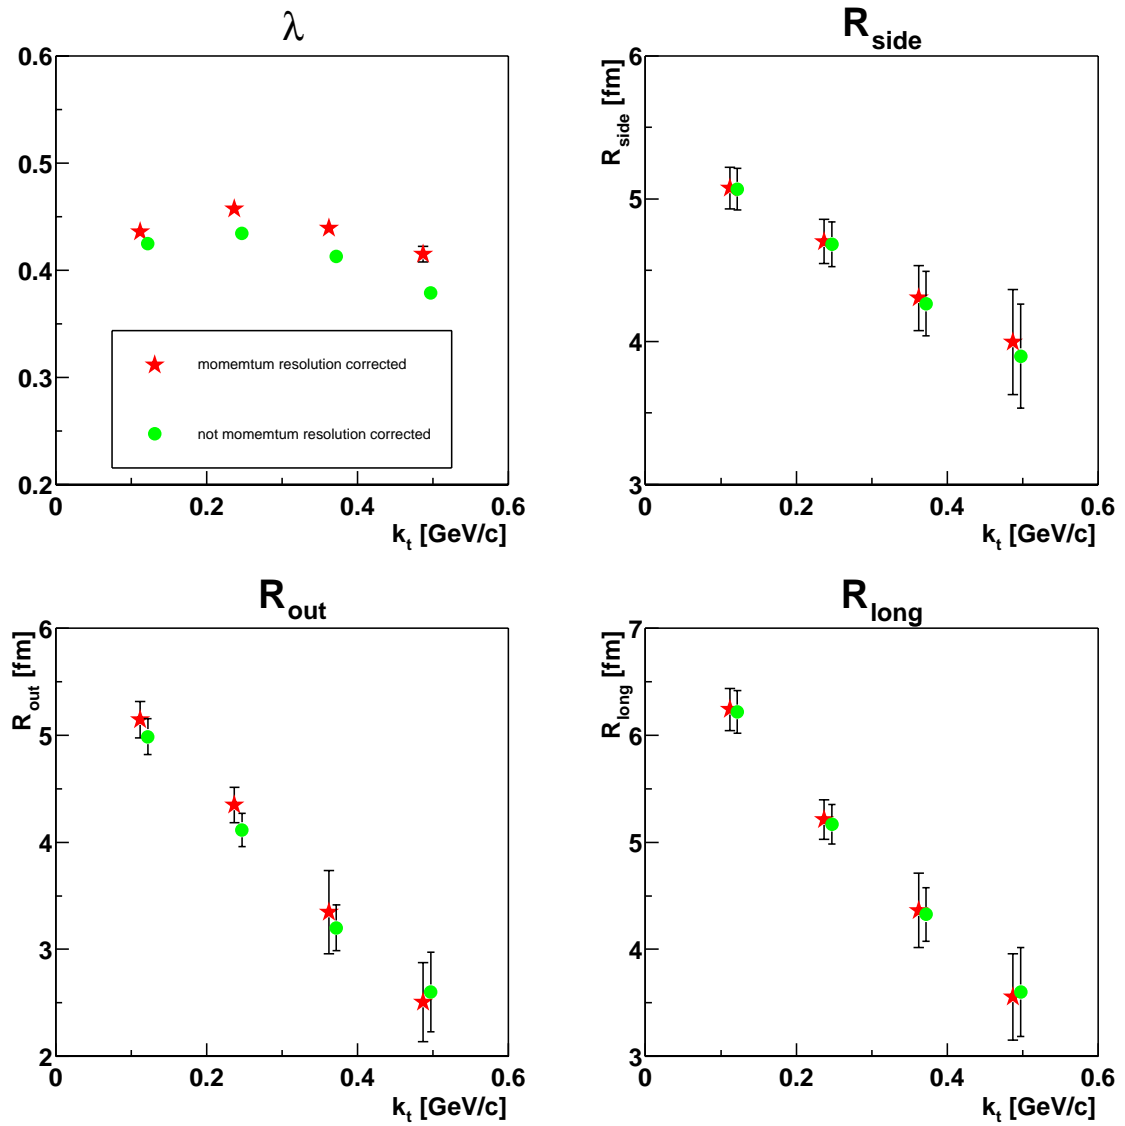 λ
0.6
0.5
0.4
0.3
0.2
momemtum resolution corrected
not momemtum resolution corrected
0 0.2 0.4 0.6
k_t [GeV/c]
R_side
R_side [fm]
6
5
4
3
0 0.2 0.4 0.6
k_t [GeV/c]
R_out
R_out [fm]
6
5
4
3
2
0 0.2 0.4 0.6
k_t [GeV/c]
R_long
R_long [fm]
7
6
5
4
3
0 0.2 0.4 0.6
k_t [GeV/c]